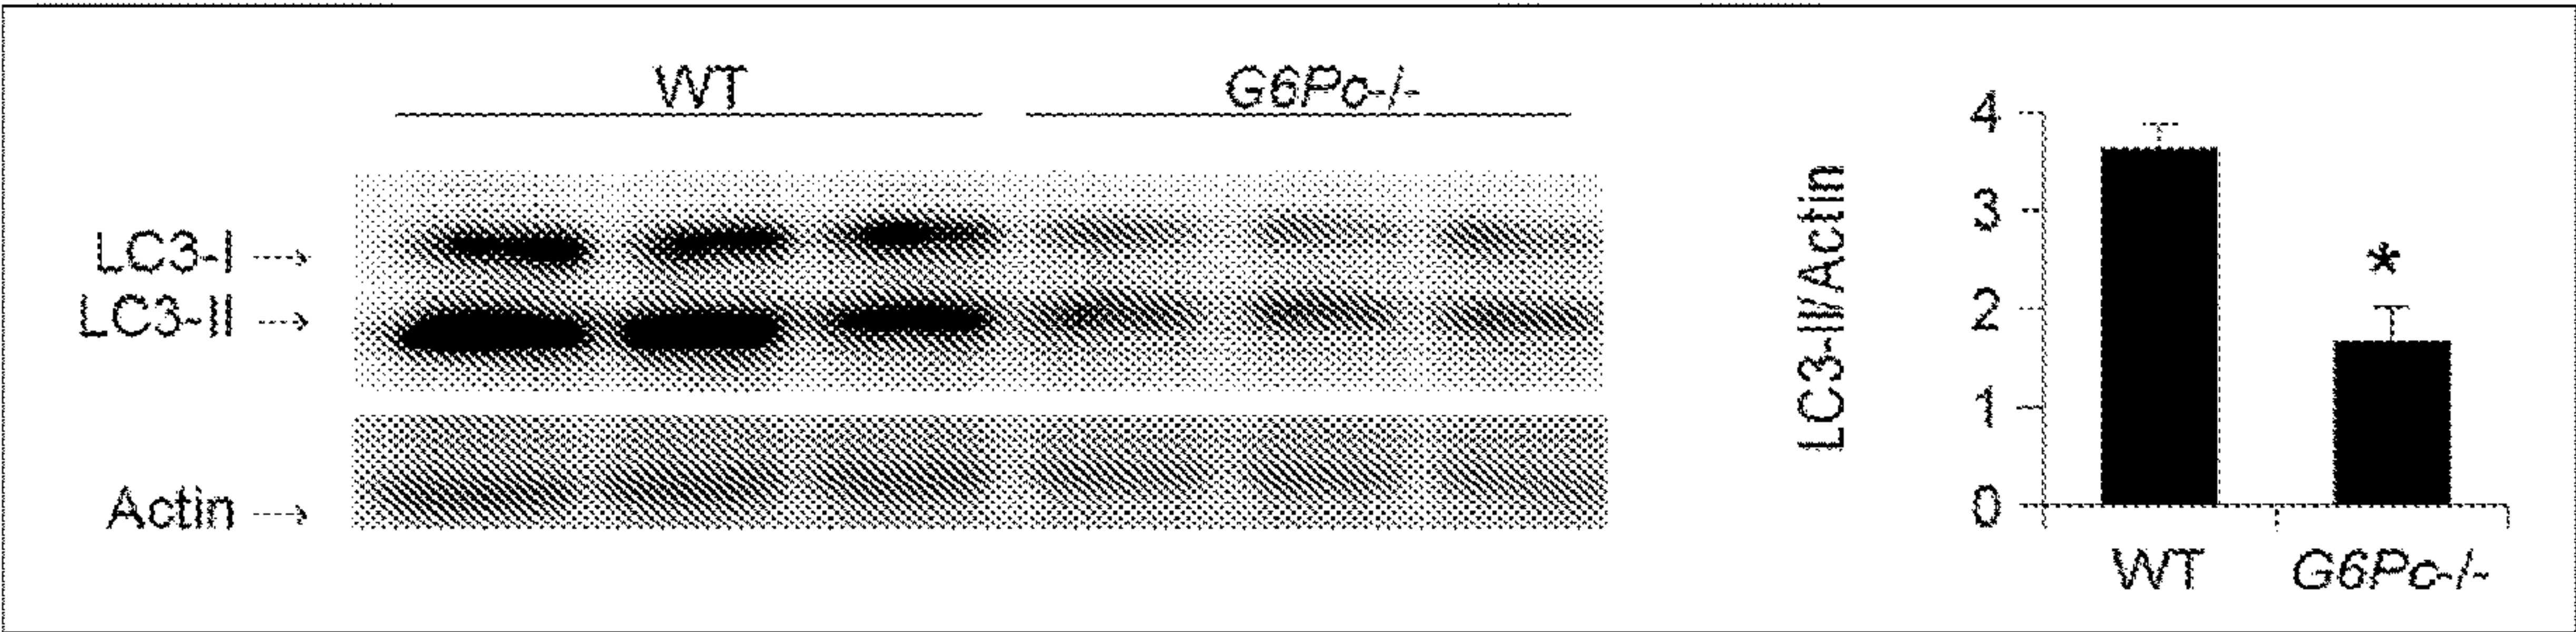 WT
G6Pc-/-
LC3-I
LC3-II
Actin
LC3-II/Actin
4
3
2
1
0
*
WT
G6Pc-/-